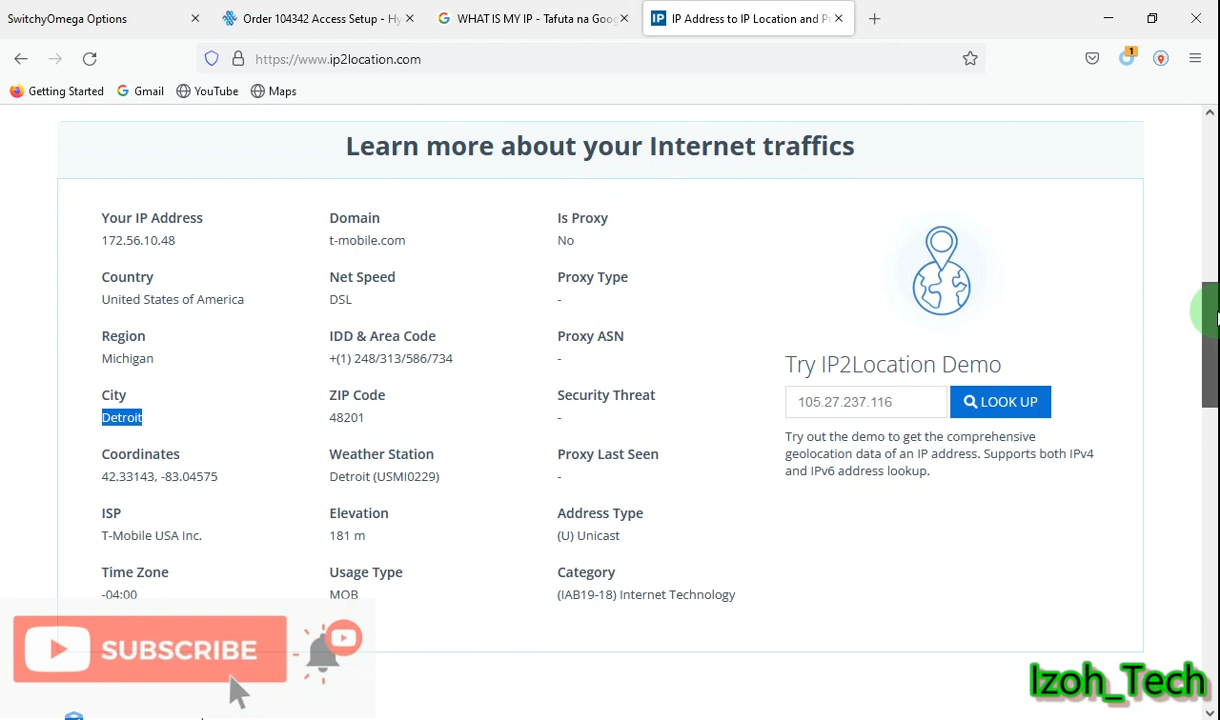 SwitchyOmega Options
Order 104342 Access Setup - Hy
WHAT IS MY IP - Tafuta na Goog
IP
IP Address to IP Location and P
https://www.ip2location.com
1
Getting Started
Gmail
YouTube
Maps
Learn more about your Internet traffics
Your IP Address
172.56.10.48
Domain
t-mobile.com
Is Proxy
No
Country
United States of America
Net Speed
DSL
Proxy Type
-
Region
Michigan
IDD & Area Code
+(1) 248/313/586/734
Proxy ASN
-
City
Detroit
ZIP Code
48201
Security Threat
-
Coordinates
42.33143, -83.04575
Weather Station
Detroit (USMI0229)
Proxy Last Seen
-
ISP
T-Mobile USA Inc.
Elevation
181 m
Address Type
(U) Unicast
Time Zone
-04:00
Usage Type
MOB
Category
(IAB19-18) Internet Technology
Try IP2Location Demo
105.27.237.116
LOOK UP
Try out the demo to get the comprehensive
geolocation data of an IP address. Supports both IPv4
and IPv6 address lookup.
SUBSCRIBE
Izoh_Tech